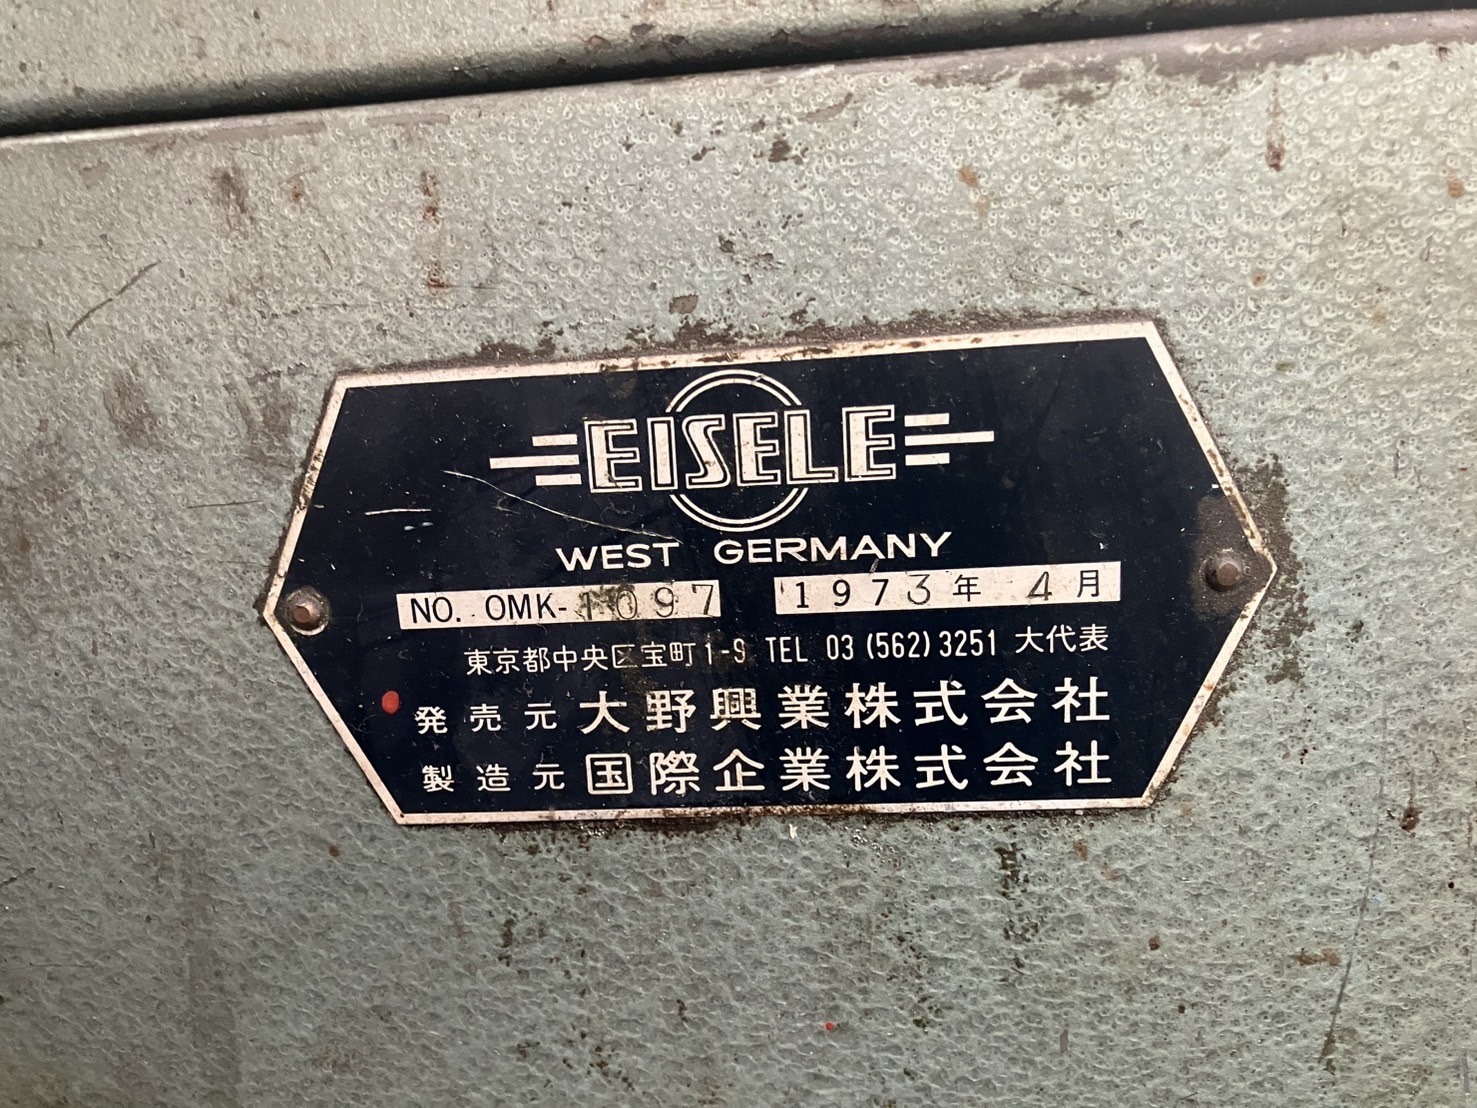 EISELE
WEST GERMANY
NO. OMK-1097 1973年 4月
東京都中央区宝町1-9 TEL 03(562)3251 大代表
発売元 大野興業株式会社
製造元 国際企業株式会社